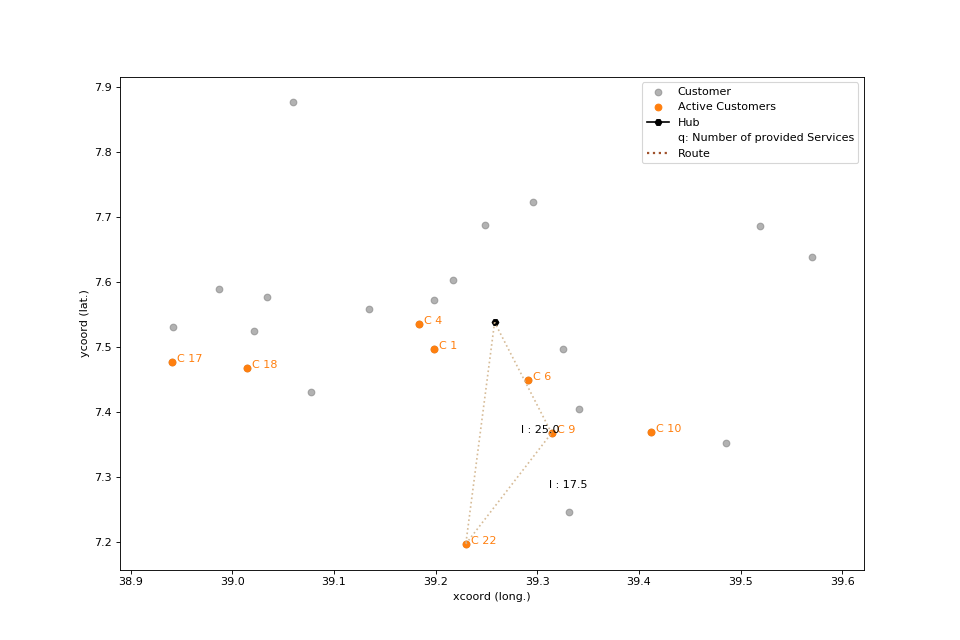 Customer
Active Customers
Hub
q: Number of provided Services
Route
7.9
7.8
7.7
7.6
7.5
7.4
7.3
7.2
ycoord (lat.)
C 4
C 1
C 17
C 18
C 6
C 9
C 10
l : 25.0
l : 17.5
C 22
38.9
39.0
39.1
39.2
39.3
39.4
39.5
39.6
xcoord (long.)